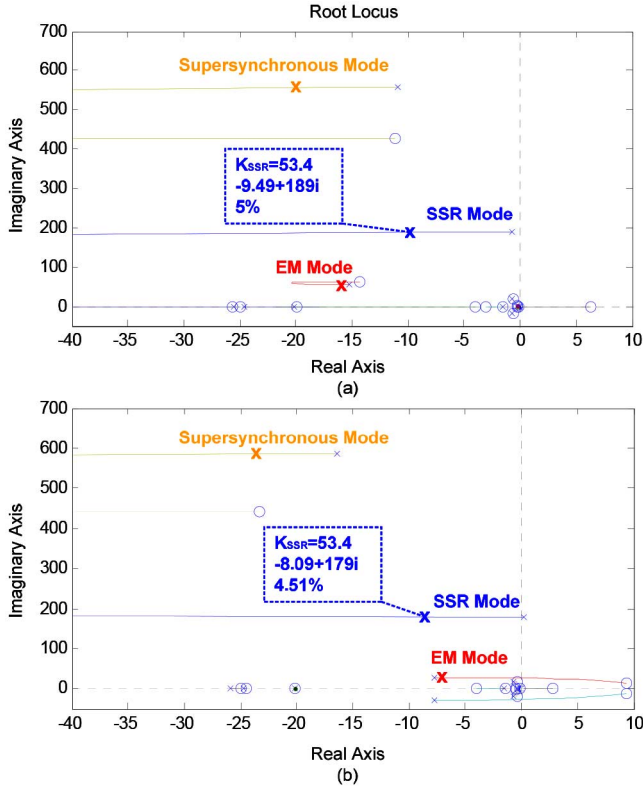 Root Locus
700
600
500
400
300
200
100
0
Imaginary Axis
Supersynchronous Mode
X
KSSR=53.4
-9.49+189i
5%
SSR Mode
X
EM Mode
X
-40 -35 -30 -25 -20 -15 -10 -5 0 5 10
Real Axis
(a)
700
600
500
400
300
200
100
0
Imaginary Axis
Supersynchronous Mode
X
KSSR=53.4
-8.09+179i
4.51%
SSR Mode
X
EM Mode
X
-40 -35 -30 -25 -20 -15 -10 -5 0 5 10
Real Axis
(b)